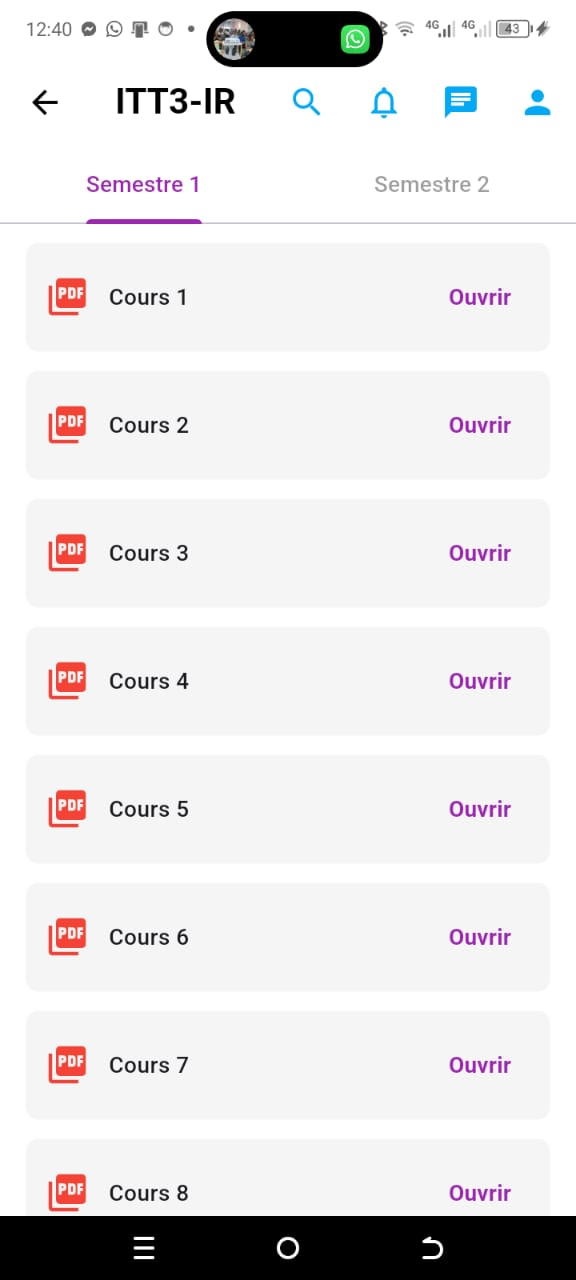 12:40 4G 4G 43
ITT3-IR
Semestre 1 Semestre 2
PDF Cours 1 Ouvrir
PDF Cours 2 Ouvrir
PDF Cours 3 Ouvrir
PDF Cours 4 Ouvrir
PDF Cours 5 Ouvrir
PDF Cours 6 Ouvrir
PDF Cours 7 Ouvrir
PDF Cours 8 Ouvrir